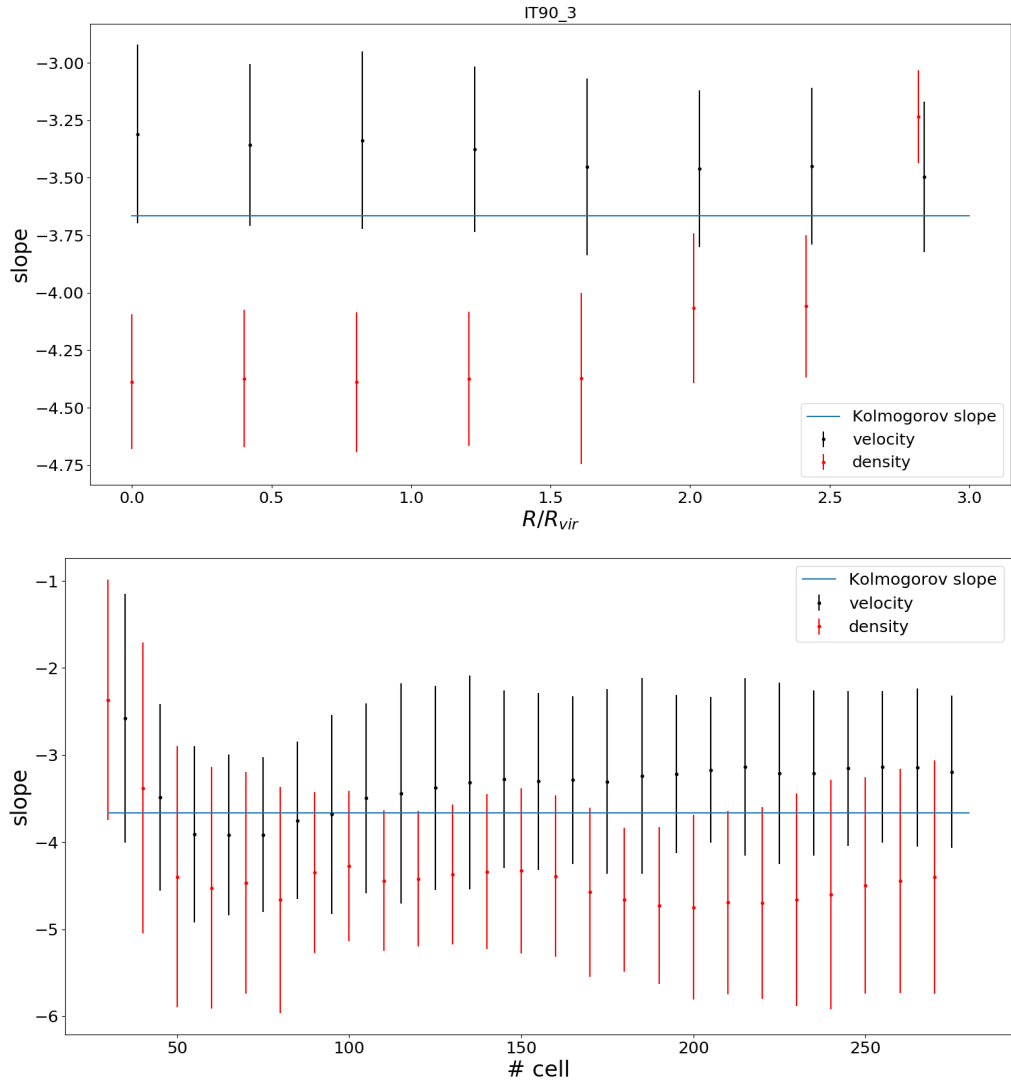 IT90_3
−3.00
−3.25
−3.50
−3.75
−4.00
−4.25
−4.50
−4.75
slope
Kolmogorov slope
velocity
density
0.0 0.5 1.0 1.5 2.0 2.5 3.0
R/R_vir
−1
−2
−3
−4
−5
−6
slope
Kolmogorov slope
velocity
density
50 100 150 200 250
# cell